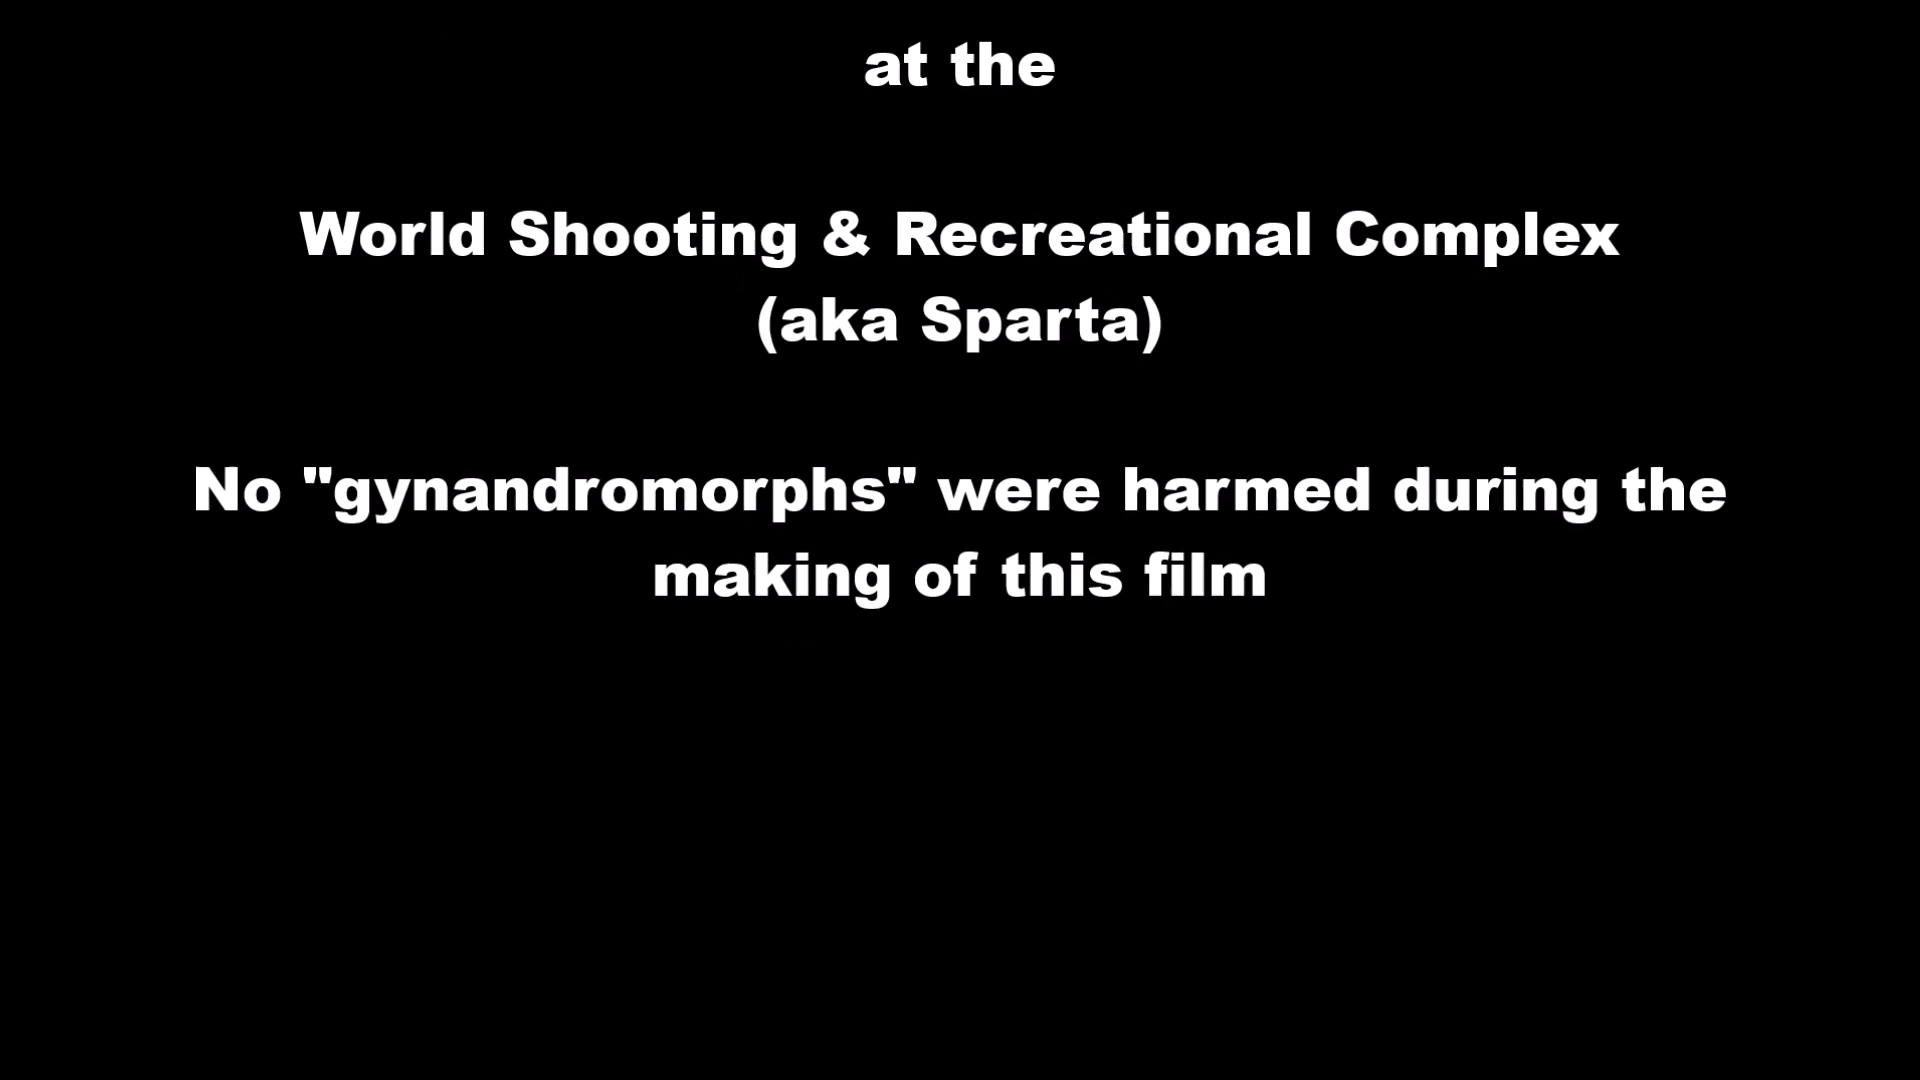 at the
World Shooting & Recreational Complex
(aka Sparta)
No "gynandromorphs" were harmed during the
making of this film